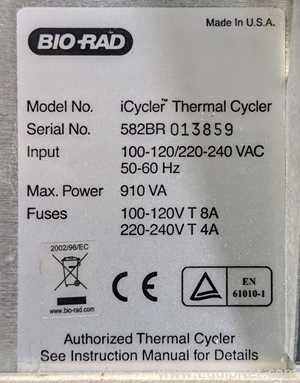 Made in U.S.A.
BIO-RAD
Model No. iCycler™ Thermal Cycler
Serial No. 582BR 013859
Input 100-120/220-240 VAC
50-60 Hz
Max. Power 910 VA
Fuses 100-120V T 8A
220-240V T 4A
2002/96/EC
www.bio-rad.com
CE
EN
61010-1
Authorized Thermal Cycler
See Instruction Manual for Details